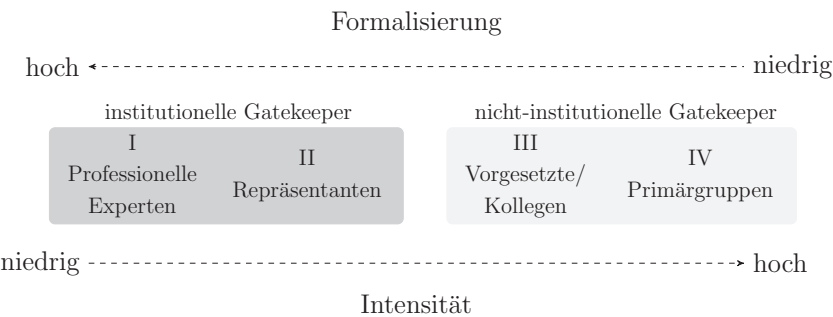 Formalisierung
hoch niedrig
institutionelle Gatekeeper nicht-institutionelle Gatekeeper
I
Professionelle
Experten
II
Repräsentanten
III
Vorgesetzte/
Kollegen
IV
Primärgruppen
niedrig hoch
Intensität